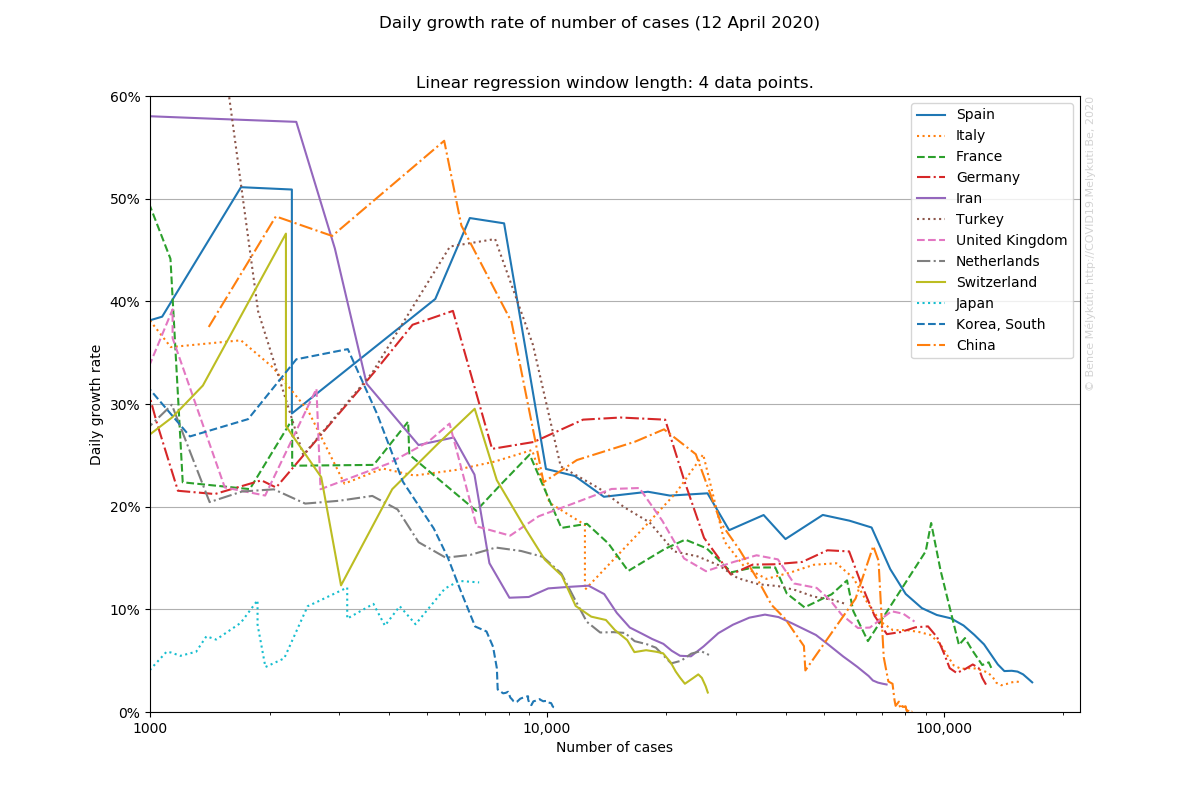 Daily growth rate of number of cases (12 April 2020)
Linear regression window length: 4 data points.
60%
50%
40%
30%
20%
10%
0%
Daily growth rate
Spain
Italy
France
Germany
Iran
Turkey
United Kingdom
Netherlands
Switzerland
Japan
Korea, South
China
© Bence Mélykúti, http://COVID19.Melykuti.Be, 2020
1000
10,000
100,000
Number of cases